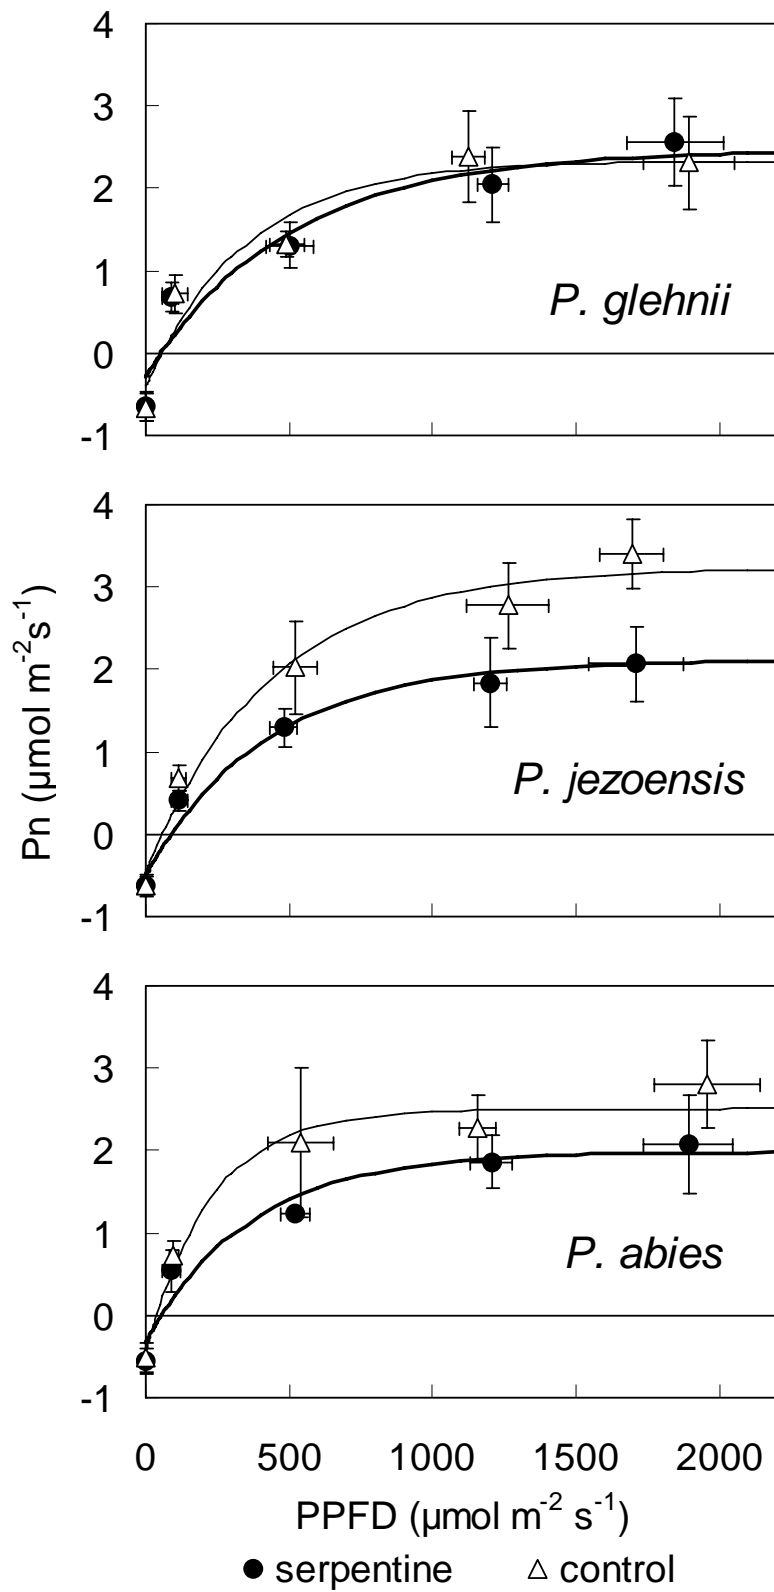 4
3
2
1
0
-1
P. glehnii
4
3
2
1
0
-1
P. jezoensis
Pn (µmol m⁻²s⁻¹)
4
3
2
1
0
-1
P. abies
0 500 1000 1500 2000
PPFD (µmol m⁻² s⁻¹)
serpentine control